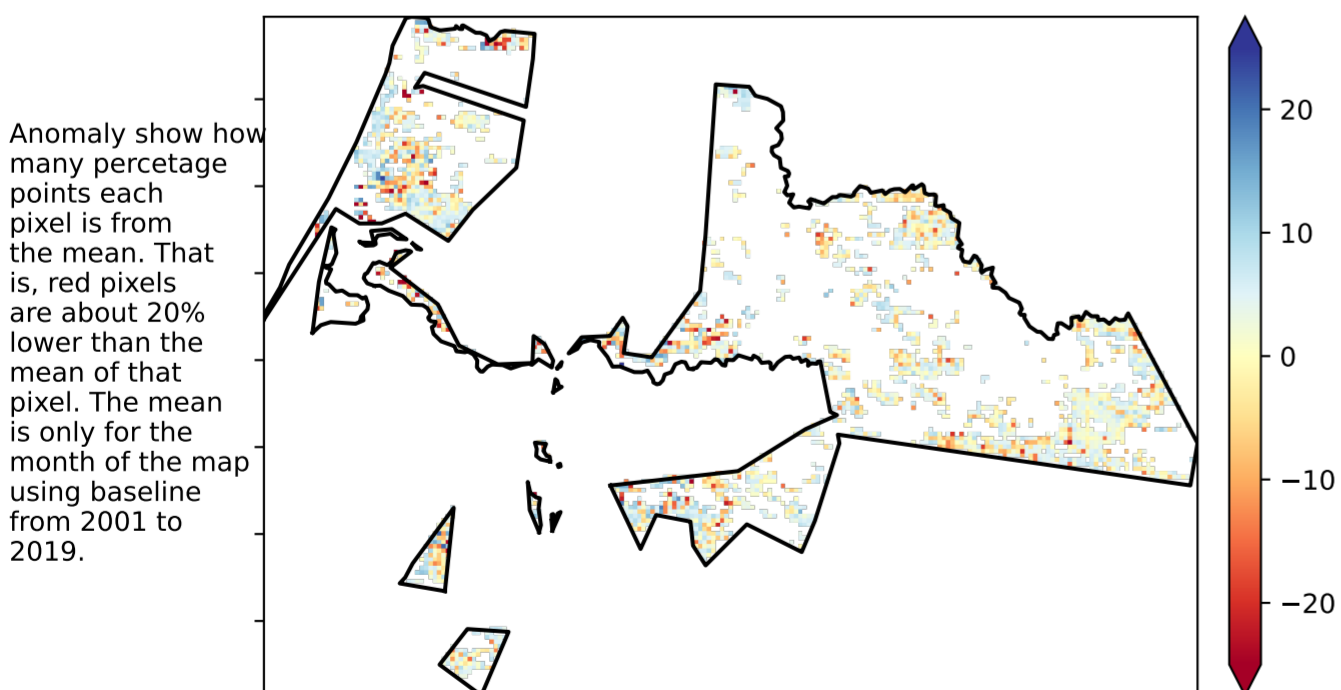 Anomaly show how
many percetage
points each
pixel is from
the mean. That
is, red pixels
are about 20%
lower than the
mean of that
pixel. The mean
is only for the
month of the map
using baseline
from 2001 to
2019.
20
10
0
−10
−20